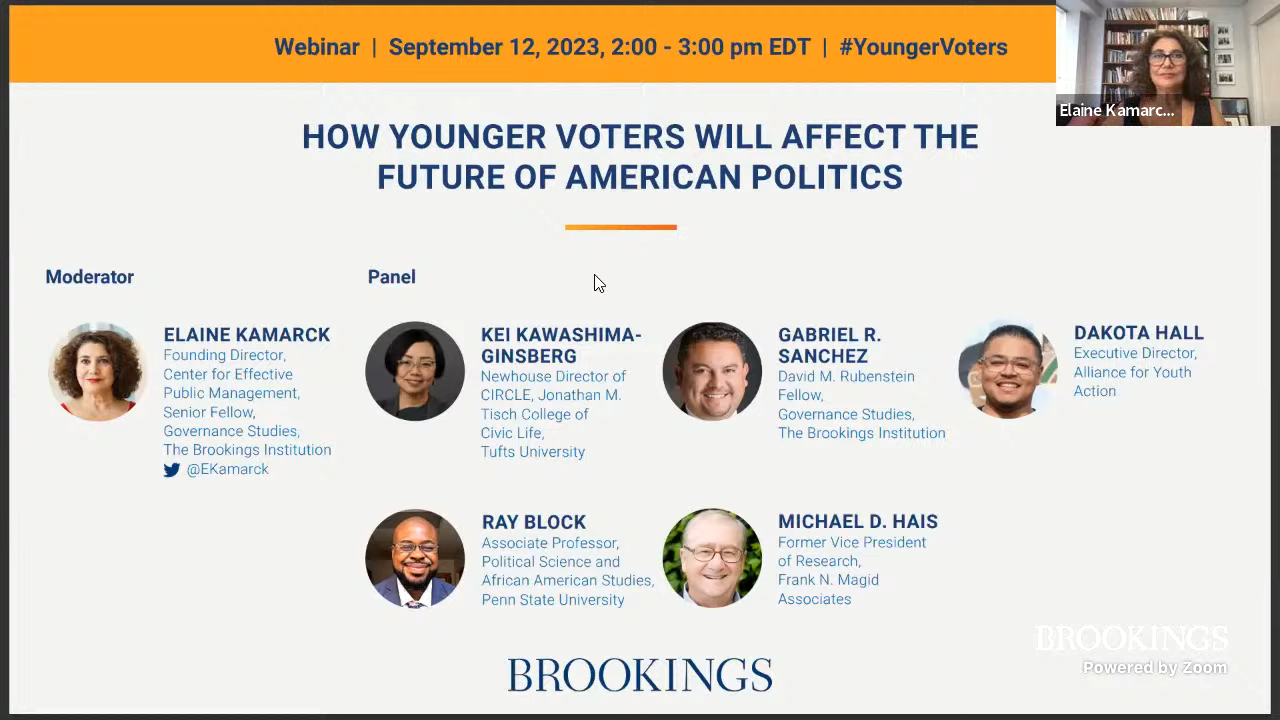 Webinar | September 12, 2023, 2:00 - 3:00 pm EDT | #YoungerVoters
Elaine Kamarc...
HOW YOUNGER VOTERS WILL AFFECT THE
FUTURE OF AMERICAN POLITICS
Moderator
ELAINE KAMARCK
Founding Director,
Center for Effective
Public Management,
Senior Fellow,
Governance Studies,
The Brookings Institution
@EKamarck
Panel
KEI KAWASHIMA-
GINSBERG
Newhouse Director of
CIRCLE, Jonathan M.
Tisch College of
Civic Life,
Tufts University
GABRIEL R.
SANCHEZ
David M. Rubenstein
Fellow,
Governance Studies,
The Brookings Institution
DAKOTA HALL
Executive Director,
Alliance for Youth
Action
RAY BLOCK
Associate Professor,
Political Science and
African American Studies,
Penn State University
MICHAEL D. HAIS
Former Vice President
of Research,
Frank N. Magid
Associates
BROOKINGS
Powered by Zoom
BROOKINGS